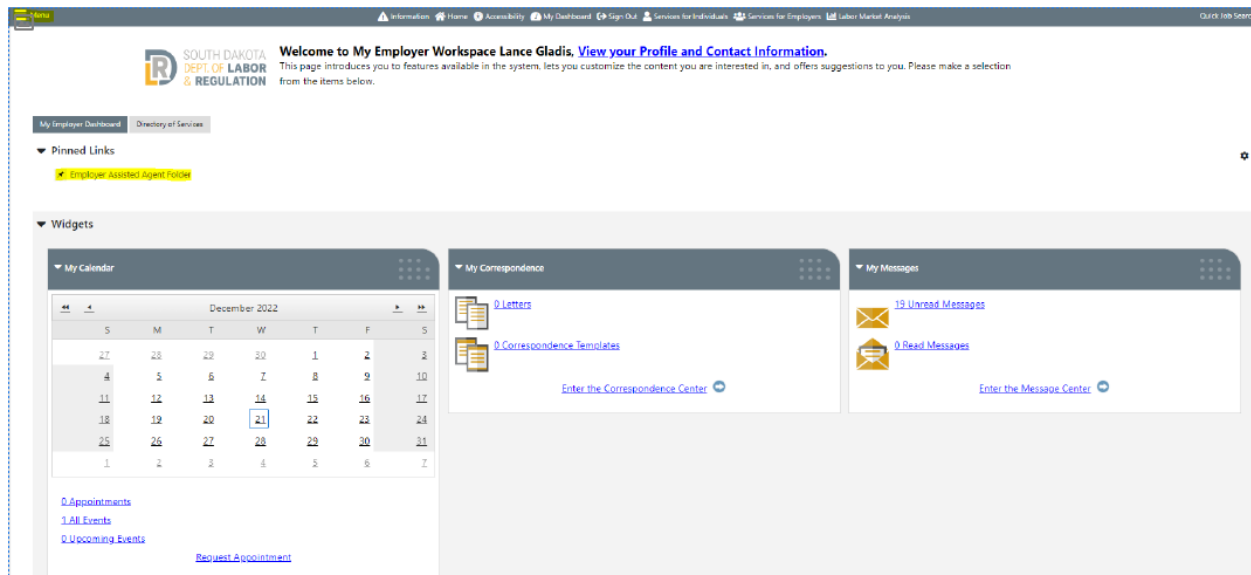 Menu
Information Home Accessibility My Dashboard Sign Out Services for Individuals Services for Employers Labor Market Analysis
Quick Job Sear
SOUTH DAKOTA
DEPT. OF LABOR
& REGULATION
Welcome to My Employer Workspace Lance Gladis, View your Profile and Contact Information.
This page introduces you to features available in the system, lets you customize the content you are interested in, and offers suggestions to you. Please make a selection
from the items below.
My Employer Dashboard Directory of Services
Pinned Links
Employer Assisted Agent Folder
Widgets
My Calendar
December 2022
S M T W T F S
27 28 29 30 1 2 3
4 5 6 7 8 9 10
11 12 13 14 15 16 17
18 19 20 21 22 23 24
25 26 27 28 29 30 31
1 2 3 4 5 6 7
0 Appointments
1 All Events
0 Upcoming Events
Request Appointment
My Correspondence
0 Letters
0 Correspondence Templates
Enter the Correspondence Center
My Messages
19 Unread Messages
0 Read Messages
Enter the Message Center